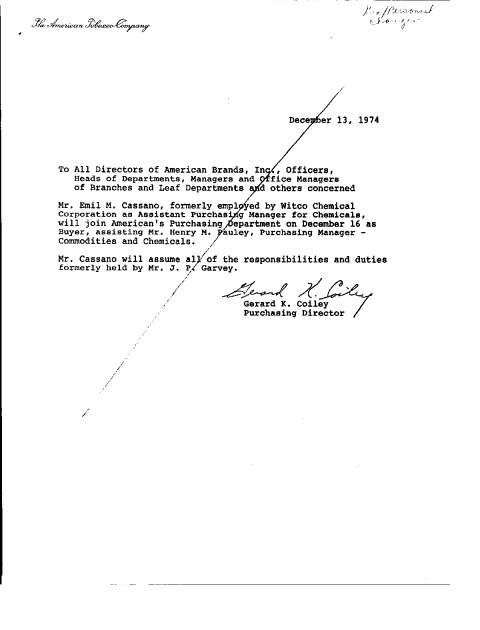 The American Tobacco Company
Personnel
December 13, 1974
To All Directors of American Brands, Inc., Officers,
Heads of Departments, Managers and Office Managers
of Branches and Leaf Departments and others concerned
Mr. Emil M. Cassano, formerly employed by Witco Chemical
Corporation as Assistant Purchasing Manager for Chemicals,
will join American's Purchasing Department on December 16 as
Buyer, assisting Mr. Henry M. Pauley, Purchasing Manager -
Commodities and Chemicals.
Mr. Cassano will assume all of the responsibilities and duties
formerly held by Mr. J. P. Garvey.
Gerard K. Coiley
Gerard K. Coiley
Purchasing Director